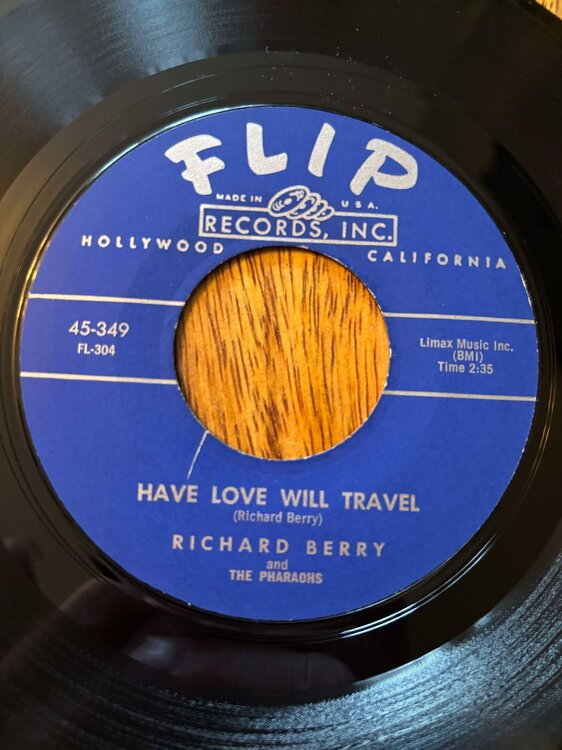 FLIP
MADE IN U.S.A.
RECORDS, INC.
HOLLYWOOD CALIFORNIA
45-349
FL-304
Limax Music Inc.
(BMI)
Time 2:35
HAVE LOVE WILL TRAVEL
(Richard Berry)
RICHARD BERRY
and
THE PHARAOHS